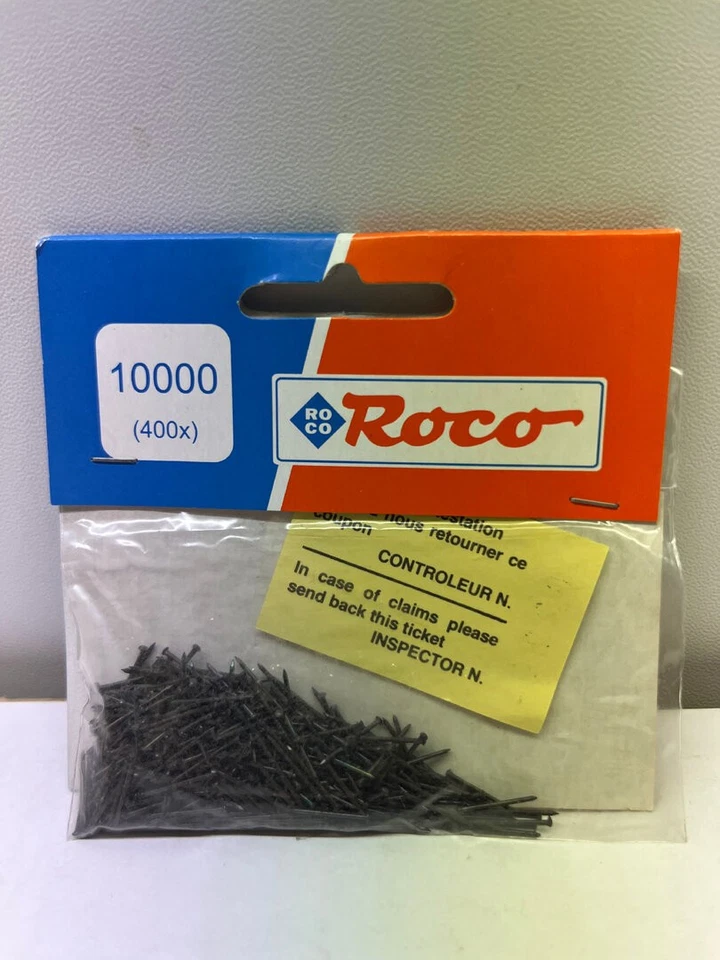 10000
(400x)
RO
CO
Roco
nous retourner ce
coupon
CONTROLEUR N.
In case of claims please
send back this ticket
INSPECTOR N.